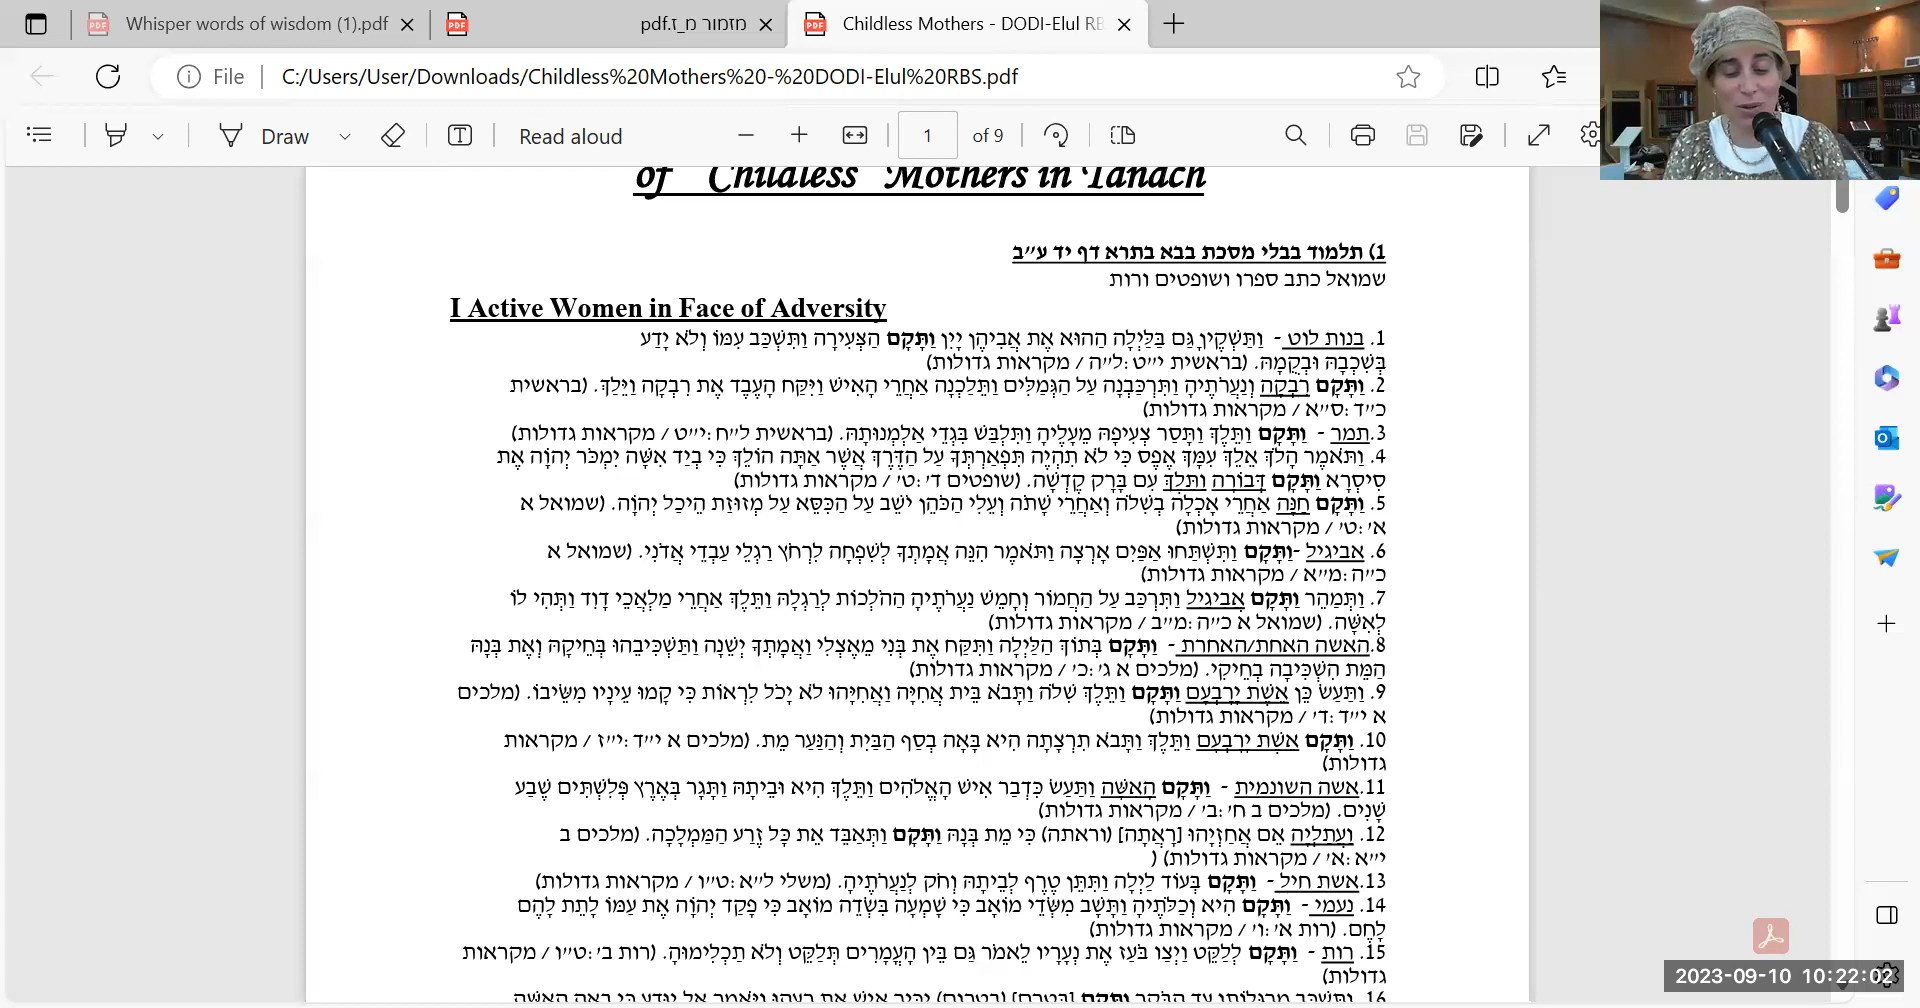 Whisper words of wisdom (1).pdf
מזמור מ_ז.pdf
Childless Mothers - DODI-Elul RB
File
C:/Users/User/Downloads/Childless%20Mothers%20-%20DODI-Elul%20RBS.pdf
Draw
Read aloud
1
of 9
of "Childless" Mothers in Tanach
1) תלמוד בבלי מסכת בבא בתרא דף יד ע"ב
שמואל כתב ספרו ושופטים ורות
I Active Women in Face of Adversity
1. בנות לוט - וַתַּשְׁקֶיןָ גַּם בַּלַּיְלָה הַהוּא אֶת אֲבִיהֶן יָיִן וַתָּקָם הַצְּעִירָה וַתִּשְׁכַּב עִמּוֹ וְלֹא יָדַע
בְּשִׁכְבָהּ וּבְקֻמָהּ. (בראשית י"ט:ל"ה / מקראות גדולות)
2. וַתָּקָם רִבְקָה וְנַעֲרֹתֶיהָ וַתִּרְכַּבְנָה עַל הַגְּמַלִּים וַתֵּלַכְנָה אַחֲרֵי הָאִישׁ וַיִּקַּח הָעֶבֶד אֶת רִבְקָה וַיֵּלַךְ. (בראשית
כ"ד:ס"א / מקראות גדולות)
3.תמר - וַתָּקָם וַתֵּלֶךְ וַתָּסַר צְעִיפָהּ מֵעָלֶיהָ וַתִּלְבַּשׁ בִּגְדֵי אַלְמְנוּתָהּ. (בראשית ל"ח:י"ט / מקראות גדולות)
4. וַתֹּאמֶר הָלֹךְ אֵלֵךְ עִמָּךְ אֶפֶס כִּי לֹא תִהְיֶה תִּפְאַרְתְּךָ עַל הַדֶּרֶךְ אֲשֶׁר אַתָּה הוֹלֵךְ כִּי בְיַד אִשָּׁה יִמְכֹּר יְהוָֹה אֶת
סִיסְרָא וַתָּקָם דְּבוֹרָה וַתֵּלֶךְ עִם בָּרָק קֶדְשָׁה. (שופטים ד':ט' / מקראות גדולות)
5. וַתָּקָם חַנָּה אַחֲרֵי אָכְלָה בְשִׁלֹה וְאַחֲרֵי שָׁתֹה וְעֵלִי הַכֹּהֵן יֹשֵׁב עַל הַכִּסֵּא עַל מְזוּזַת הֵיכַל יְהוָֹה. (שמואל א
א':ט' / מקראות גדולות)
6. אביגיל -וַתָּקָם וַתִּשְׁתַּחוּ אַפַּיִם אָרְצָה וַתֹּאמֶר הִנֵּה אֲמָתְךָ לְשִׁפְחָה לִרְחֹץ רַגְלֵי עַבְדֵי אֲדֹנִי. (שמואל א
כ"ה:מ"א / מקראות גדולות)
7. וַתְּמַהֵר וַתָּקָם אֲבִיגַיִל וַתִּרְכַּב עַל הַחֲמוֹר וְחָמֵשׁ נַעֲרֹתֶיהָ הַהֹלְכוֹת לְרַגְלָהּ וַתֵּלֶךְ אַחֲרֵי מַלְאֲכֵי דָוִד וַתְּהִי לוֹ
לְאִשָּׁה. (שמואל א כ"ה:מ"ב / מקראות גדולות)
8.האשה האחת/האחרת - וַתָּקָם בְּתוֹךְ הַלַּיְלָה וַתִּקַּח אֶת בְּנִי מֵאֶצְלִי וַאֲמָתְךָ יְשֵׁנָה וַתַּשְׁכִּיבֵהוּ בְּחֵיקָהּ וְאֶת בְּנָהּ
הַמֵּת הִשְׁכִּיבָה בְחֵיקִי. (מלכים א ג':כ' / מקראות גדולות)
9. וַתַּעַשׂ כֵּן אֵשֶׁת יָרָבְעָם וַתָּקָם וַתֵּלֶךְ שִׁלֹה וַתָּבֹא בֵּית אֲחִיָּה וַאֲחִיָּהוּ לֹא יָכֹל לִרְאוֹת כִּי קָמוּ עֵינָיו מִשֵּׂיבוֹ. (מלכים
א י"ד:ד' / מקראות גדולות)
10. וַתָּקָם אֵשֶׁת יָרָבְעָם וַתֵּלֶךְ וַתָּבֹא תִרְצָתָה הִיא בָּאָה בְסַף הַבַּיִת וְהַנַּעַר מֵת. (מלכים א י"ד:י"ז / מקראות
גדולות)
11.אשה השונמית - וַתָּקָם הָאִשָּׁה וַתַּעַשׂ כִּדְבַר אִישׁ הָאֱלֹהִים וַתֵּלֶךְ הִיא וּבֵיתָהּ וַתָּגָר בְּאֶרֶץ פְּלִשְׁתִּים שֶׁבַע
שָׁנִים. (מלכים ב ח':ב' / מקראות גדולות)
12. וַעֲתַלְיָה אֵם אֲחַזְיָהוּ [רָאֲתָה] (וראתה) כִּי מֵת בְּנָהּ וַתָּקָם וַתְּאַבֵּד אֵת כָּל זֶרַע הַמַּמְלָכָה. (מלכים ב
י"א:א' / מקראות גדולות) (
13.אשת חיל - וַתָּקָם בְּעוֹד לַיְלָה וַתִּתֵּן טֶרֶף לְבֵיתָהּ וְחֹק לְנַעֲרֹתֶיהָ. (משלי ל"א:ט"ו / מקראות גדולות)
14. נעמי - וַתָּקָם הִיא וְכַלֹּתֶיהָ וַתָּשָׁב מִשְּׂדֵי מוֹאָב כִּי שָׁמְעָה בִּשְׂדֵה מוֹאָב כִּי פָקַד יְהוָֹה אֶת עַמּוֹ לָתֵת לָהֶם
לָחֶם. (רות א':ו' / מקראות גדולות)
15. רות - וַתָּקָם לְלַקֵּט וַיְצַו בֹּעַז אֶת נְעָרָיו לֵאמֹר גַּם בֵּין הָעֳמָרִים תְּלַקֵּט וְלֹא תַכְלִימוּהָ. (רות ב':ט"ו / מקראות
גדולות)
2023-09-10 10:22:02